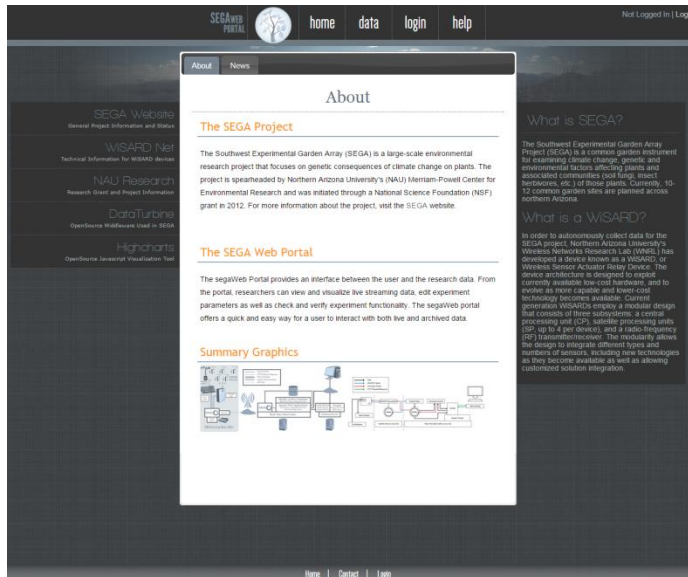 SEGAWEB
PORTAL
home
data
login
help
Not Logged In | Log
About
News
About
SEGA Website
General Project Information and Status
WiSARD Net
Technical Information for WiSARD devices
NAU Research
Research Grant and Project Information
DataTurbine
OpenSource Middleware Used in SEGA
Highcharts
OpenSource Javascript Visualization Tool
The SEGA Project
The Southwest Experimental Garden Array (SEGA) is a large-scale environmental
research project that focuses on genetic consequences of climate change on plants. The
project is spearheaded by Northern Arizona University's (NAU) Merriam-Powell Center for
Environmental Research and was initiated through a National Science Foundation (NSF)
grant in 2012. For more information about the project, visit the SEGA website.
The SEGA Web Portal
The segaWeb Portal provides an interface between the user and the research data. From
the portal, researchers can view and visualize live streaming data, edit experiment
parameters as well as check and verify experiment functionality. The segaWeb portal
offers a quick and easy way for a user to interact with both live and archived data.
Summary Graphics
What is SEGA?
The Southwest Experimental Garden Array
Project (SEGA) is a common garden instrument
for examining climate change, genetic and
environmental factors affecting plants and
associated communities (soil fungi, insect
herbivores, etc.) of those plants. Currently, 10-
12 common garden sites are planned across
northern Arizona.
What is a WiSARD?
In order to autonomously collect data for the
SEGA project, Northern Arizona University's
Wireless Networks Research Lab (WNRL) has
developed a device known as a WiSARD, or
Wireless Sensor Actuator Relay Device. The
device architecture is designed to exploit
currently available low-cost hardware, and to
evolve as more capable and lower-cost
technology becomes available. Current
generation WiSARDs employ a modular design
that consists of three subsystems: a central
processing unit (CP), satellite processing units
(SP, up to 4 per device), and a radio-frequency
(RF) transmitter/receiver. The modularity allows
the design to integrate different types and
numbers of sensors, including new technologies
as they become available as well as allowing
customized solution integration.
Home | Contact | Login